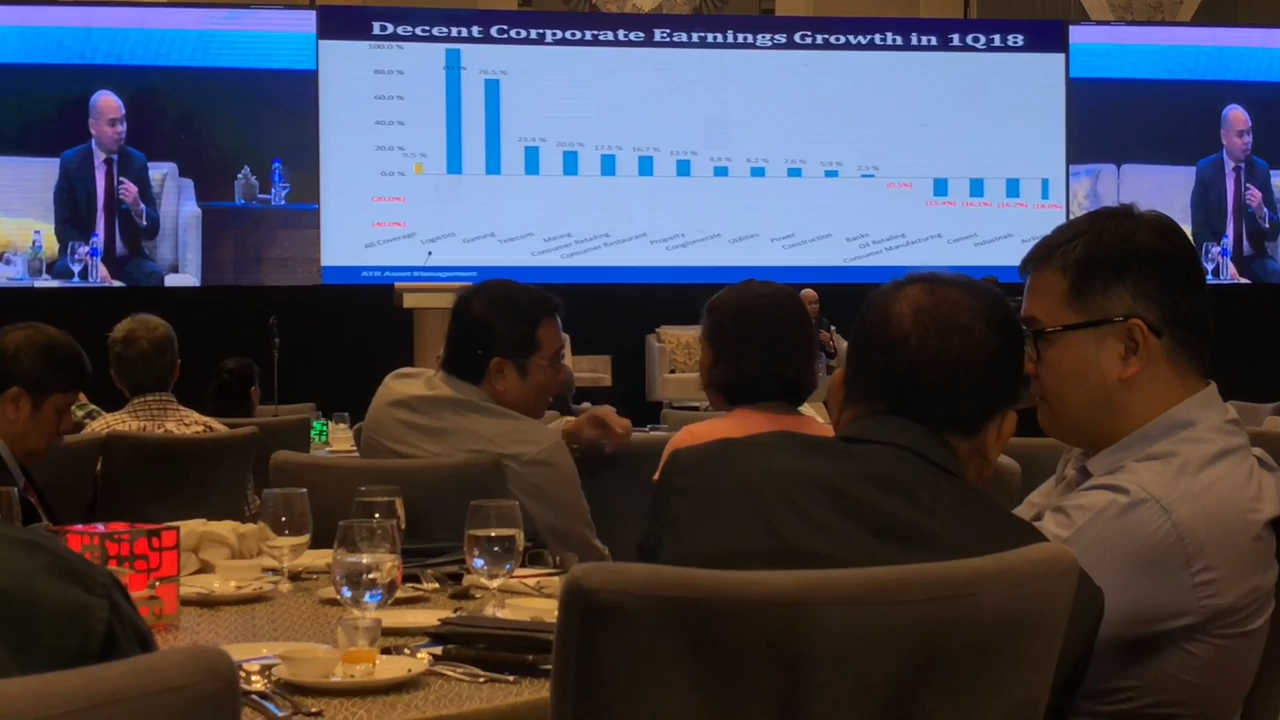 Decent Corporate Earnings Growth in 1Q18
100.0 %
80.0 %
60.0 %
40.0 %
20.0 %
0.0 %
(20.0%)
(40.0%)
9.5 %
76.5 %
23.4 %
20.0 %
17.5 %
16.7 %
13.9 %
8.8 %
8.2 %
7.6 %
5.9 %
2.3 %
(0.5%)
(15.4%)
(16.1%)
(16.7%)
(18.0%)
All Coverage
Logistics
Gaming
Telecom
Mining
Consumer Retailing
Consumer Restaurant
Property
Conglomerate
Utilities
Power
Construction
Banks
Oil Retailing
Consumer Manufacturing
Cement
Industrials
ATR Asset Management